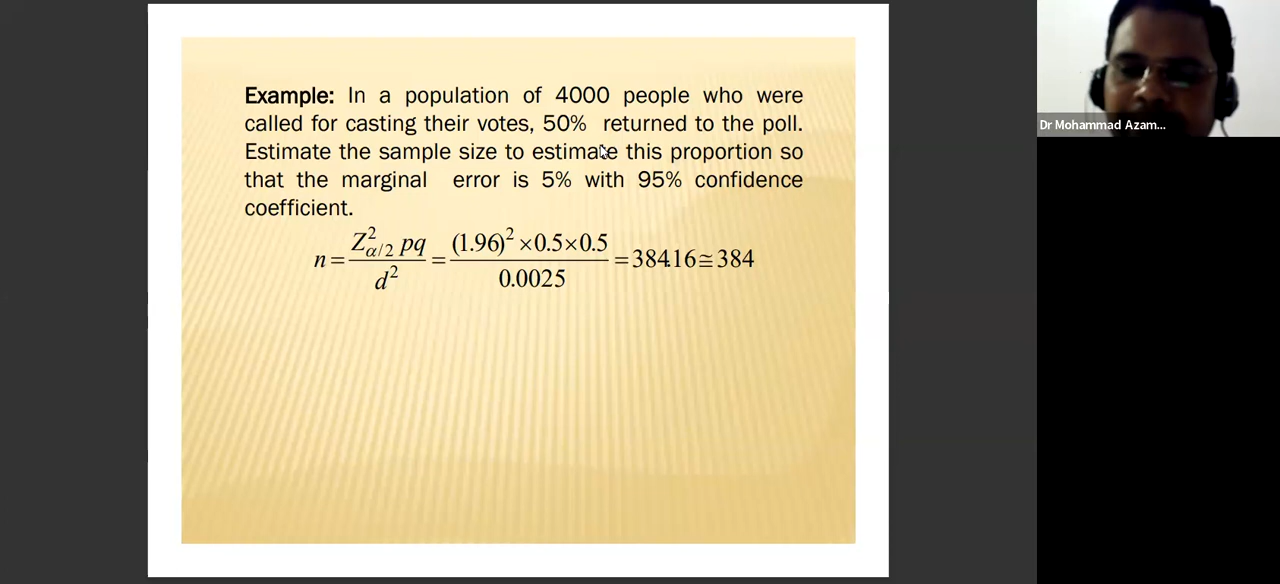 Example: In a population of 4000 people who were
called for casting their votes, 50% returned to the poll.
Estimate the sample size to estimate this proportion so
that the marginal error is 5% with 95% confidence
coefficient.
n = Z²α/2 pq / d² = (1.96)² × 0.5 × 0.5 / 0.0025 = 384.16 ≅ 384
Dr Mohammad Azam...